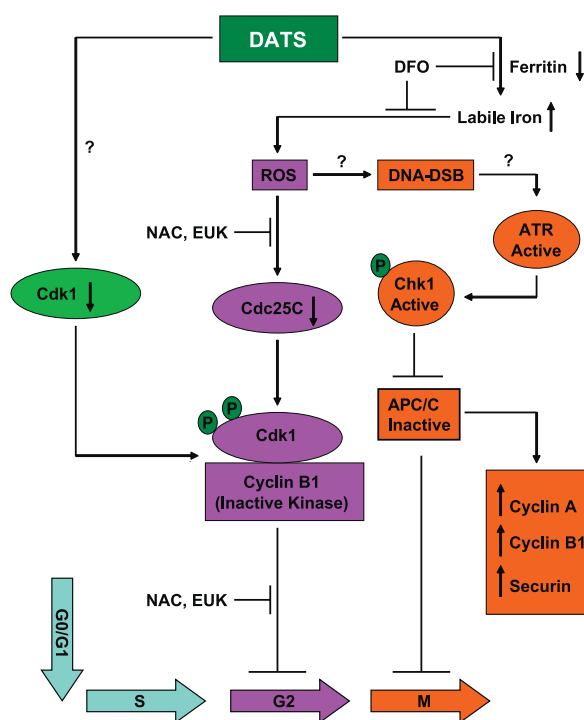 DATS
DFO
Ferritin
Labile Iron
?
ROS
?
DNA-DSB
?
NAC, EUK
ATR
Active
P
Chk1
Active
Cdk1
Cdc25C
P
P
Cdk1
APC/C
Inactive
Cyclin B1
(Inactive Kinase)
Cyclin A
Cyclin B1
Securin
NAC, EUK
G0/G1
S
G2
M